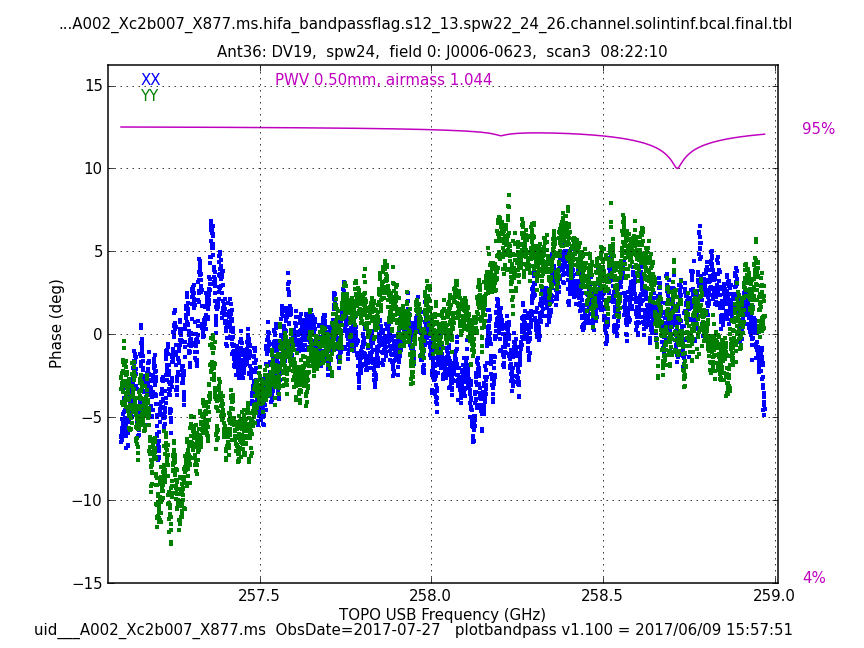 ...A002_Xc2b007_X877.ms.hifa_bandpassflag.s12_13.spw22_24_26.channel.solintinf.bcal.final.tbl
Ant36: DV19,  spw24,  field 0: J0006-0623,  scan3  08:22:10
XX
YY
PWV 0.50mm, airmass 1.044
95%
4%
Phase (deg)
15
10
5
0
−5
−10
−15
257.5
258.0
258.5
259.0
TOPO USB Frequency (GHz)
uid___A002_Xc2b007_X877.ms  ObsDate=2017-07-27   plotbandpass v1.100 = 2017/06/09 15:57:51